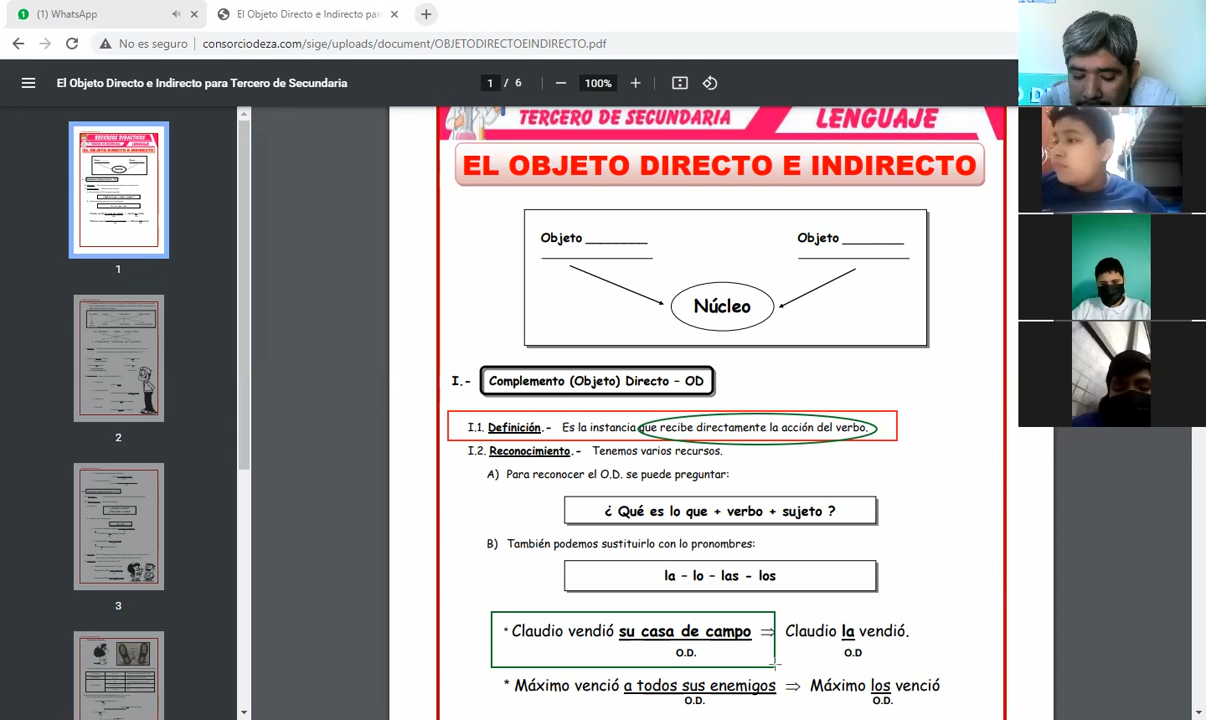 1 (1) WhatsApp
El Objeto Directo e Indirecto par
No es seguro consorciodeza.com/sige/uploads/document/OBJETODIRECTOEINDIRECTO.pdf
El Objeto Directo e Indirecto para Tercero de Secundaria
1 / 6 100%
TERCERO DE SECUNDARIA LENGUAJE
EL OBJETO DIRECTO E INDIRECTO
Objeto ________ Objeto ________
Núcleo
I.- Complemento (Objeto) Directo – OD
I.1. Definición.- Es la instancia que recibe directamente la acción del verbo.
I.2. Reconocimiento.- Tenemos varios recursos.
A) Para reconocer el O.D. se puede preguntar:
¿ Qué es lo que + verbo + sujeto ?
B) También podemos sustituirlo con lo pronombres:
la – lo – las – los
* Claudio vendió su casa de campo ⇒ Claudio la vendió.
O.D. O.D
* Máximo venció a todos sus enemigos ⇒ Máximo los venció
O.D. O.D.
1
2
3